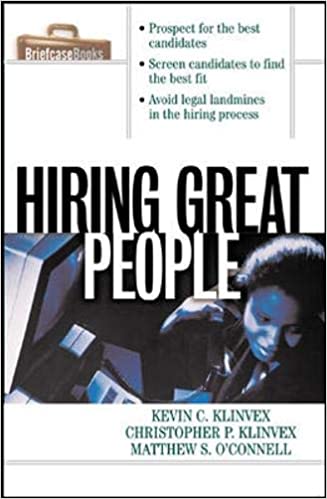 BriefcaseBooks
• Prospect for the best
candidates
• Screen candidates to find
the best fit
• Avoid legal landmines
in the hiring process
HIRING GREAT
PEOPLE
KEVIN C. KLINVEX
CHRISTOPHER P. KLINVEX
MATTHEW S. O'CONNELL